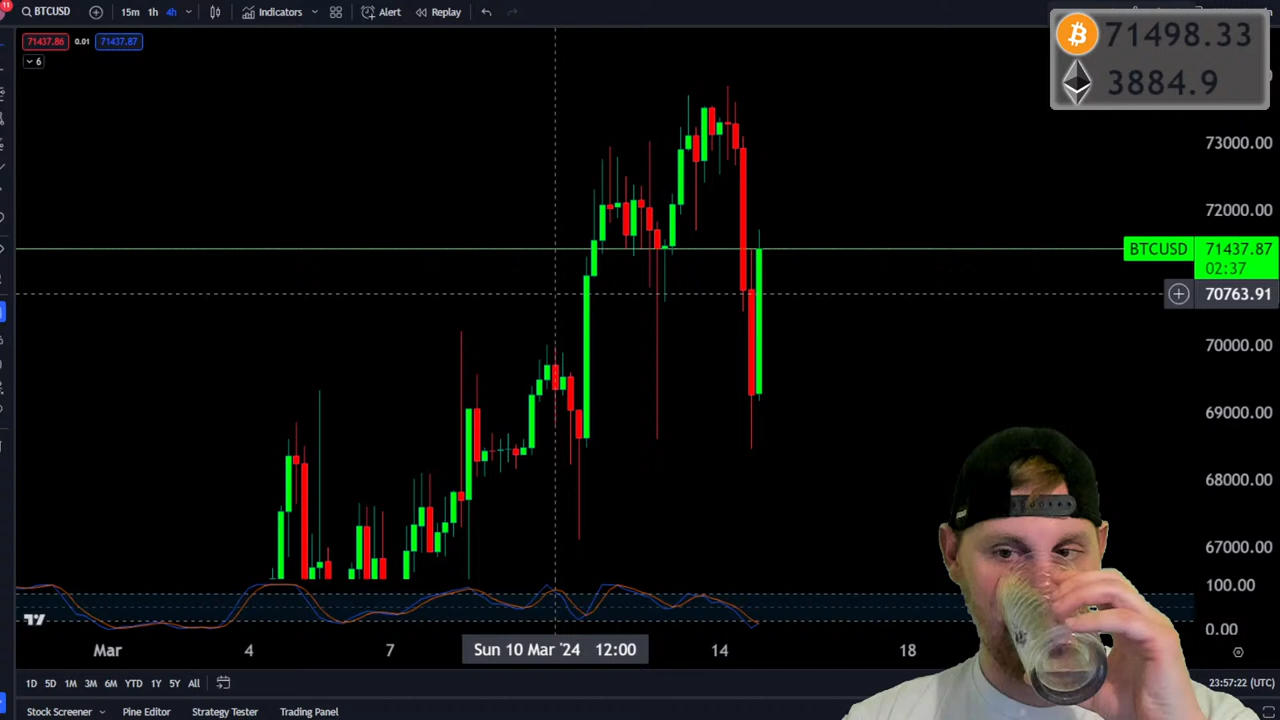 11
BTCUSD
15m 1h 4h
Indicators
Alert
Replay
71498.33
3884.9
71437.86 0.01 71437.87
6
73000.00
72000.00
BTCUSD 71437.87
02:37
70763.91
70000.00
69000.00
68000.00
67000.00
100.00
0.00
Mar 4 7 Sun 10 Mar '24 12:00 14 18
1D 5D 1M 3M 6M YTD 1Y 5Y All
23:57:22 (UTC)
Stock Screener Pine Editor Strategy Tester Trading Panel